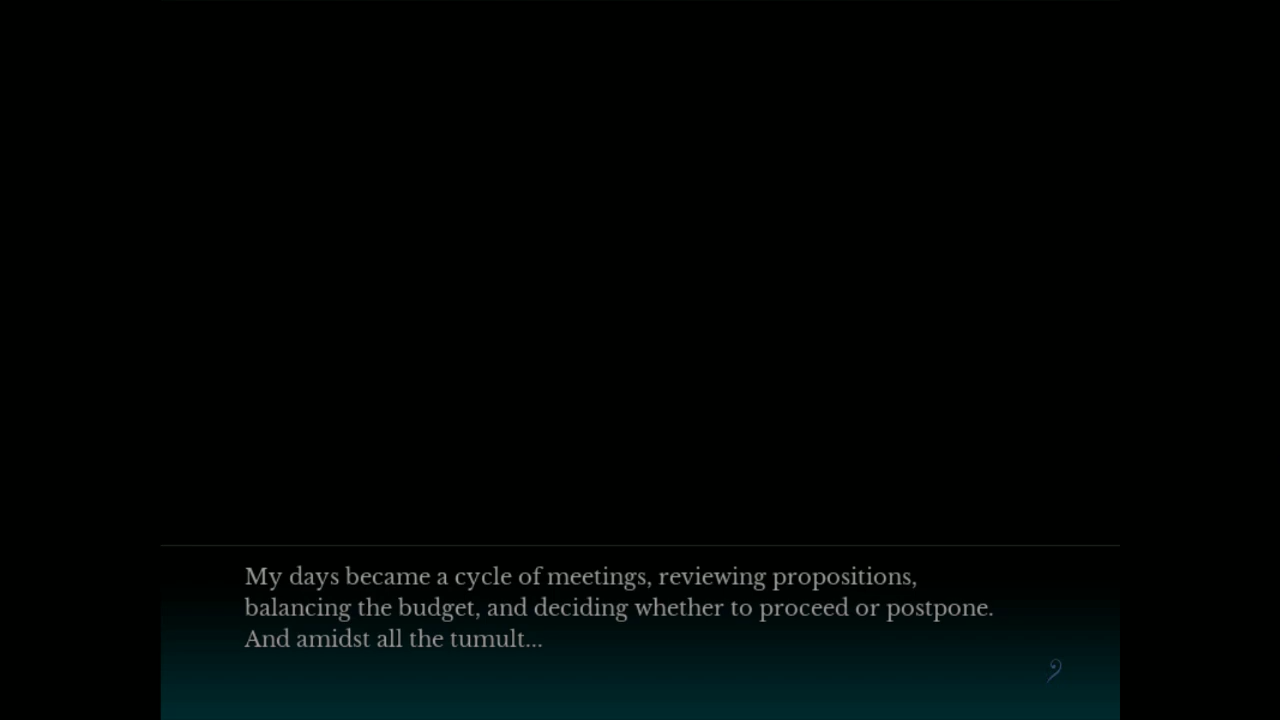 My days became a cycle of meetings, reviewing propositions,
balancing the budget, and deciding whether to proceed or postpone.
And amidst all the tumult...